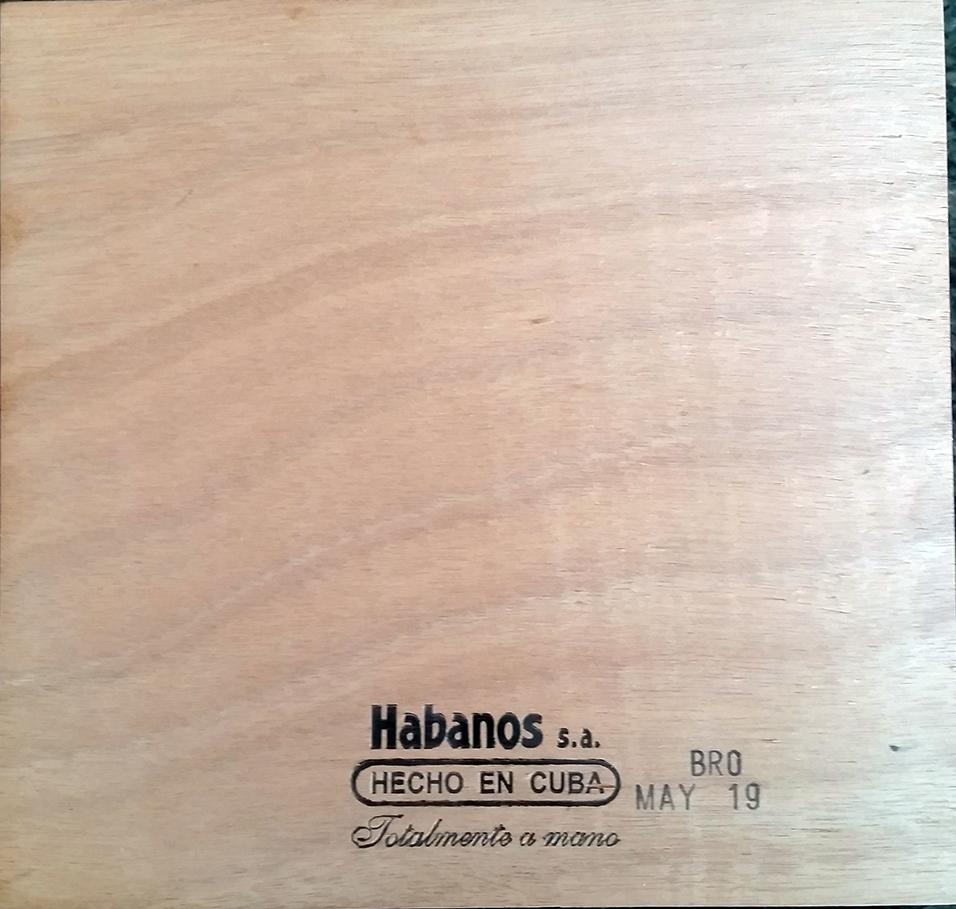 Habanos s.a.
HECHO EN CUBA
Totalmente a mano
BRO
MAY 19